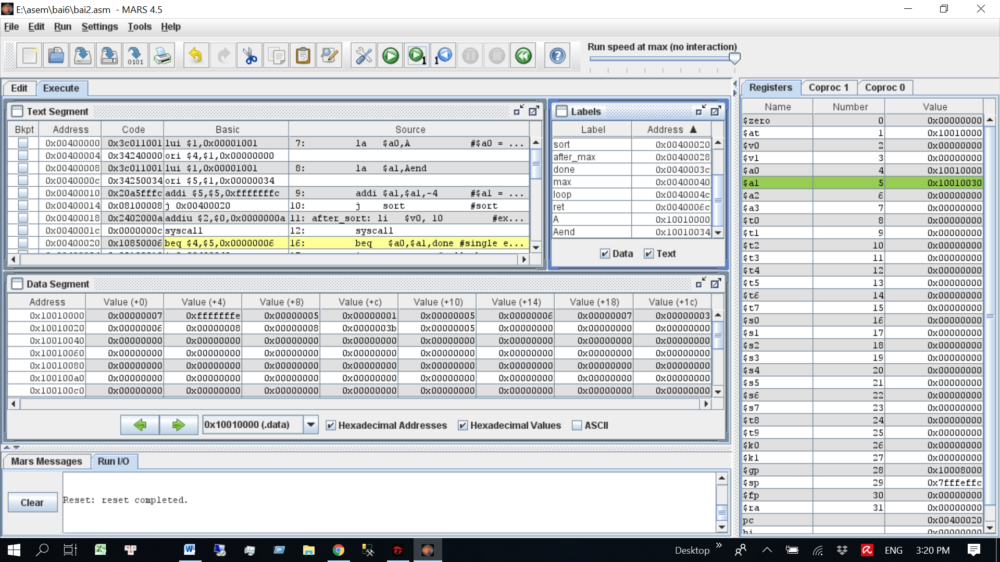 E:\asem\bai6\bai2.asm - MARS 4.5
File Edit Run Settings Tools Help
Run speed at max (no interaction)
Edit Execute
Registers Coproc 1 Coproc 0
Text Segment
Bkpt Address Code Basic Source
0x00400000 0x3c011001 lui $1,0x00001001 7: la $a0,A #$a0 = ...
0x00400004 0x34240000 ori $4,$1,0x00000000
0x00400008 0x3c011001 lui $1,0x00001001 8: la $a1,Aend
0x0040000c 0x34250034 ori $5,$1,0x00000034
0x00400010 0x20a5fffc addi $5,$5,0xfffffffc 9: addi $a1,$a1,-4 #$a1 = ...
0x00400014 0x08100008 j 0x00400020 10: j sort #sort
0x00400018 0x2402000a addiu $2,$0,0x0000000a 11: after_sort: li $v0, 10 #ex...
0x0040001c 0x0000000c syscall 12: syscall
0x00400020 0x10850006 beq $4,$5,0x00000006 16: beq $a0,$a1,done #single e...
Labels
Label Address ▲
sort 0x00400020
after_max 0x00400028
done 0x0040003c
max 0x00400040
loop 0x0040004c
ret 0x0040006c
A 0x10010000
Aend 0x10010034
Data Text
Data Segment
Address Value (+0) Value (+4) Value (+8) Value (+c) Value (+10) Value (+14) Value (+18) Value (+1c)
0x10010000 0x00000007 0xfffffffe 0x00000005 0x00000001 0x00000005 0x00000006 0x00000007 0x00000003
0x10010020 0x00000006 0x00000008 0x00000008 0x0000003b 0x00000005 0x00000000 0x00000000 0x00000000
0x10010040 0x00000000 0x00000000 0x00000000 0x00000000 0x00000000 0x00000000 0x00000000 0x00000000
0x10010060 0x00000000 0x00000000 0x00000000 0x00000000 0x00000000 0x00000000 0x00000000 0x00000000
0x10010080 0x00000000 0x00000000 0x00000000 0x00000000 0x00000000 0x00000000 0x00000000 0x00000000
0x100100a0 0x00000000 0x00000000 0x00000000 0x00000000 0x00000000 0x00000000 0x00000000 0x00000000
0x100100c0 0x00000000 0x00000000 0x00000000 0x00000000 0x00000000 0x00000000 0x00000000 0x00000000
0x10010000 (.data) Hexadecimal Addresses Hexadecimal Values ASCII
Mars Messages Run I/O
Clear
Reset: reset completed.
Name Number Value
$zero 0 0x00000000
$at 1 0x10010000
$v0 2 0x00000000
$v1 3 0x00000000
$a0 4 0x10010000
$a1 5 0x10010030
$a2 6 0x00000000
$a3 7 0x00000000
$t0 8 0x00000000
$t1 9 0x00000000
$t2 10 0x00000000
$t3 11 0x00000000
$t4 12 0x00000000
$t5 13 0x00000000
$t6 14 0x00000000
$t7 15 0x00000000
$s0 16 0x00000000
$s1 17 0x00000000
$s2 18 0x00000000
$s3 19 0x00000000
$s4 20 0x00000000
$s5 21 0x00000000
$s6 22 0x00000000
$s7 23 0x00000000
$t8 24 0x00000000
$t9 25 0x00000000
$k0 26 0x00000000
$k1 27 0x00000000
$gp 28 0x10008000
$sp 29 0x7fffeffc
$fp 30 0x00000000
$ra 31 0x00000000
pc 0x00400020
hi 0x00000000
Desktop ENG 3:20 PM